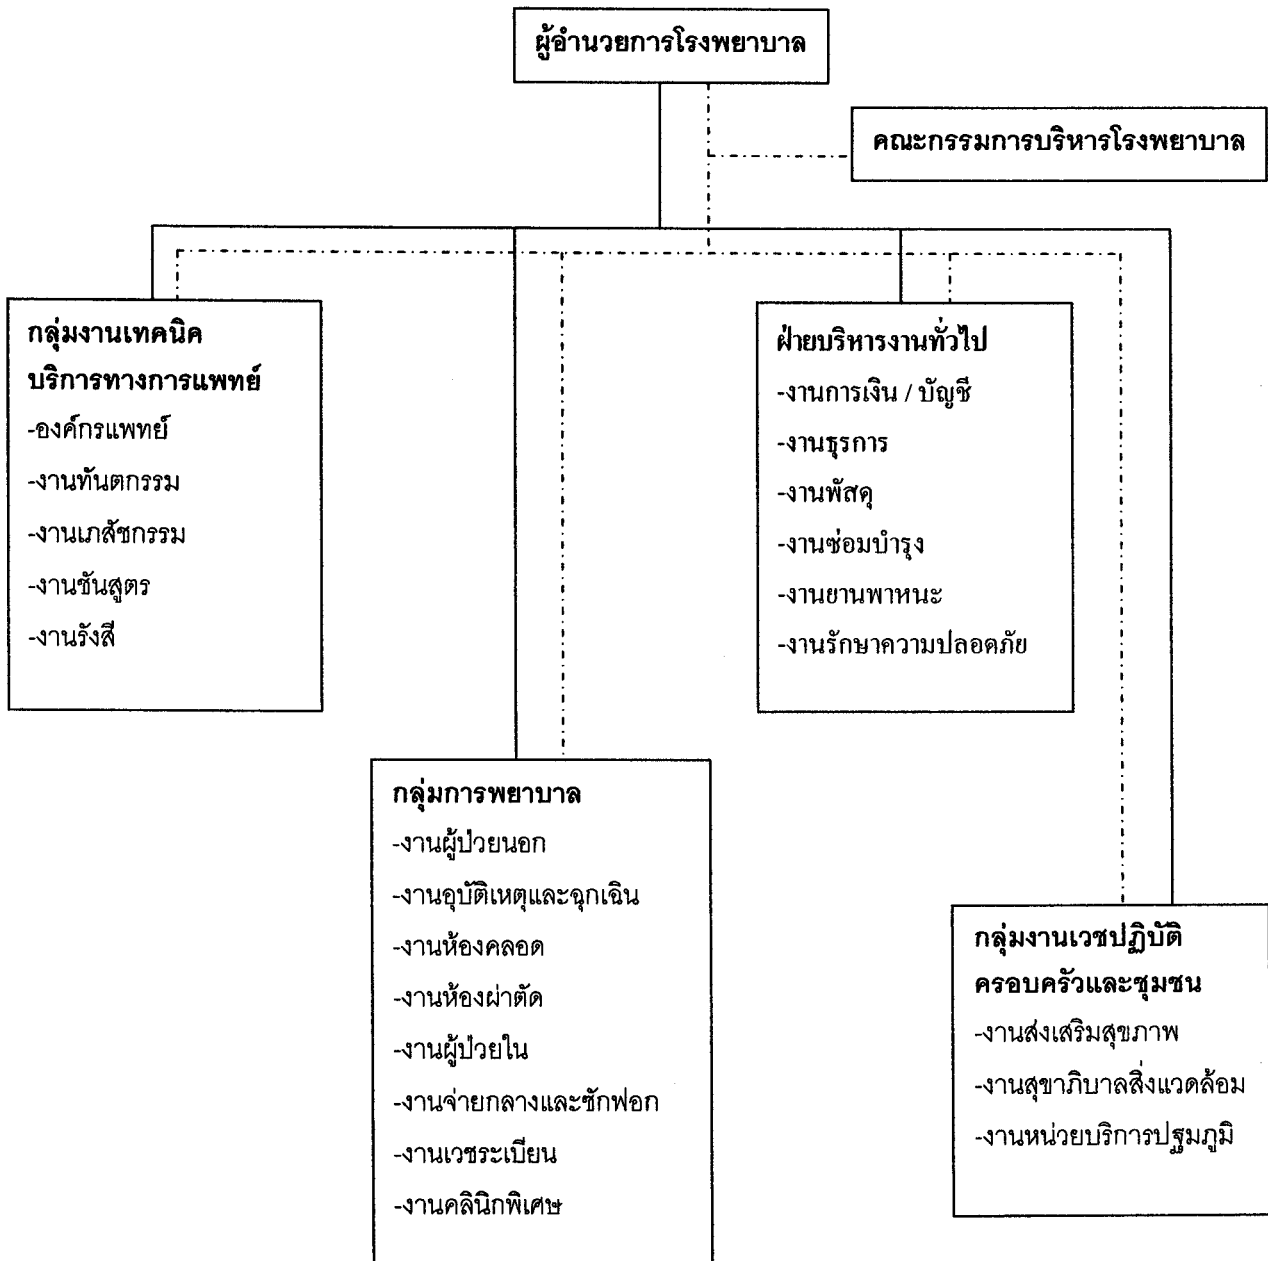 ผู้อำนวยการโรงพยาบาล
คณะกรรมการบริหารโรงพยาบาล
กลุ่มงานเทคนิค
บริการทางการแพทย์
-องค์กรแพทย์
-งานทันตกรรม
-งานเภสัชกรรม
-งานชันสูตร
-งานรังสี
ฝ่ายบริหารงานทั่วไป
-งานการเงิน / บัญชี
-งานธุรการ
-งานพัสดุ
-งานซ่อมบำรุง
-งานยานพาหนะ
-งานรักษาความปลอดภัย
กลุ่มการพยาบาล
-งานผู้ป่วยนอก
-งานอุบัติเหตุและฉุกเฉิน
-งานห้องคลอด
-งานห้องผ่าตัด
-งานผู้ป่วยใน
-งานจ่ายกลางและซักฟอก
-งานเวชระเบียน
-งานคลินิกพิเศษ
กลุ่มงานเวชปฏิบัติ
ครอบครัวและชุมชน
-งานส่งเสริมสุขภาพ
-งานสุขาภิบาลสิ่งแวดล้อม
-งานหน่วยบริการปฐมภูมิ